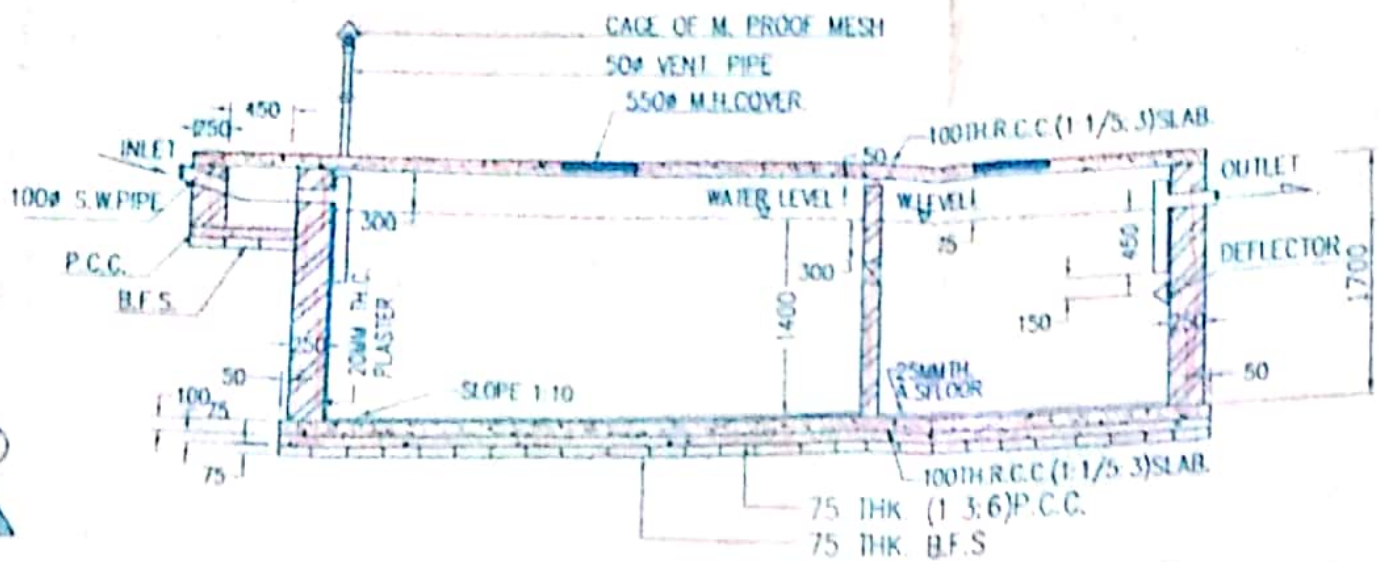 CAGE OF M. PROOF MESH
50ø VENT PIPE
550ø M.H.COVER
450
250
INLET
100ø S.W.PIPE
P.C.C.
B.F.S.
50
100TH.R.C.C.(1:1/5:3)SLAB.
OUTLET
WATER LEVEL
W.LEVEL
300
75
450
DEFLECTOR
300
1400
150
1700
250
20MM TH.C. PLASTER
250
50
SLOPE 1:10
25MMTH.
A.S.FLOOR
50
100
75
75
100TH R.C.C.(1:1/5:3)SLAB.
75 THK. (1:3:6)P.C.C.
75 THK. B.F.S